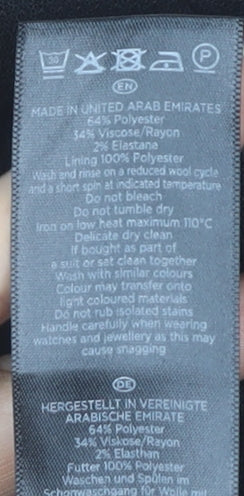 30
P
EN
MADE IN UNITED ARAB EMIRATES
64% Polyester
34% Viscose/Rayon
2% Elastane
Lining 100% Polyester
Wash and rinse on a reduced wool cycle
and a short spin at indicated temperature
Do not bleach
Do not tumble dry
Iron on low heat maximum 110°C
Delicate dry clean
If bought as part of
a suit or set clean together
Wash with similar colours
Colour may transfer onto
light coloured materials
Do not rub isolated stains
Handle carefully when wearing
watches and jewellery as this may
cause snagging
DE
HERGESTELLT IN VEREINIGTE
ARABISCHE EMIRATE
64% Polyester
34% Viskose/Rayon
2% Elasthan
Futter 100% Polyester
Waschen und Spülen im
Schonwaschgang für Wolle